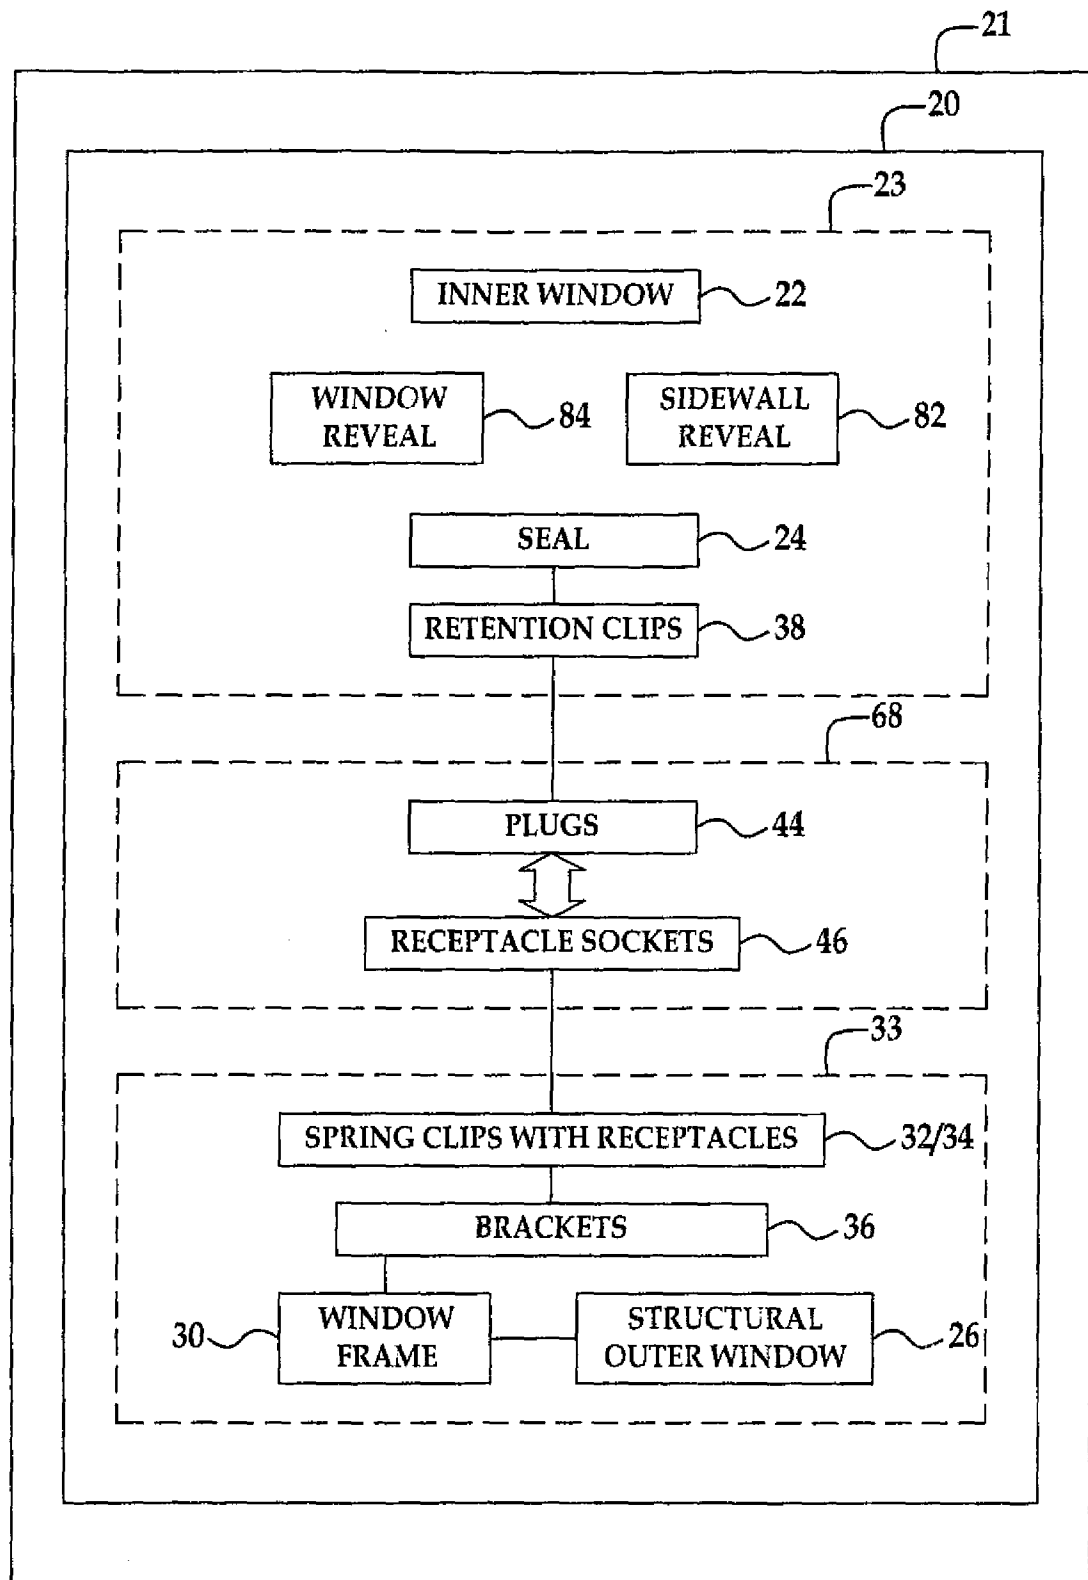 21
20
23
INNER WINDOW
22
WINDOW
REVEAL
84
SIDEWALL
REVEAL
82
SEAL
24
RETENTION CLIPS
38
68
PLUGS
44
RECEPTACLE SOCKETS
46
33
SPRING CLIPS WITH RECEPTACLES
32/34
BRACKETS
36
30
WINDOW
FRAME
STRUCTURAL
OUTER WINDOW
26